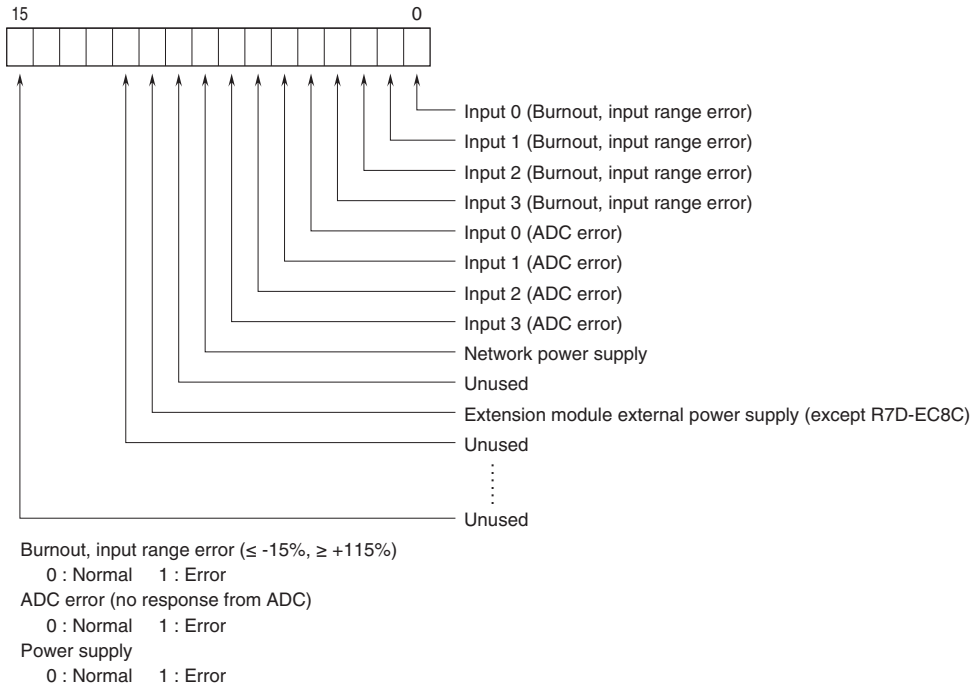 15 0
Input 0 (Burnout, input range error)
Input 1 (Burnout, input range error)
Input 2 (Burnout, input range error)
Input 3 (Burnout, input range error)
Input 0 (ADC error)
Input 1 (ADC error)
Input 2 (ADC error)
Input 3 (ADC error)
Network power supply
Unused
Extension module external power supply (except R7D-EC8C)
Unused
Unused
Burnout, input range error (≤ -15%, ≥ +115%)
0 : Normal 1 : Error
ADC error (no response from ADC)
0 : Normal 1 : Error
Power supply
0 : Normal 1 : Error